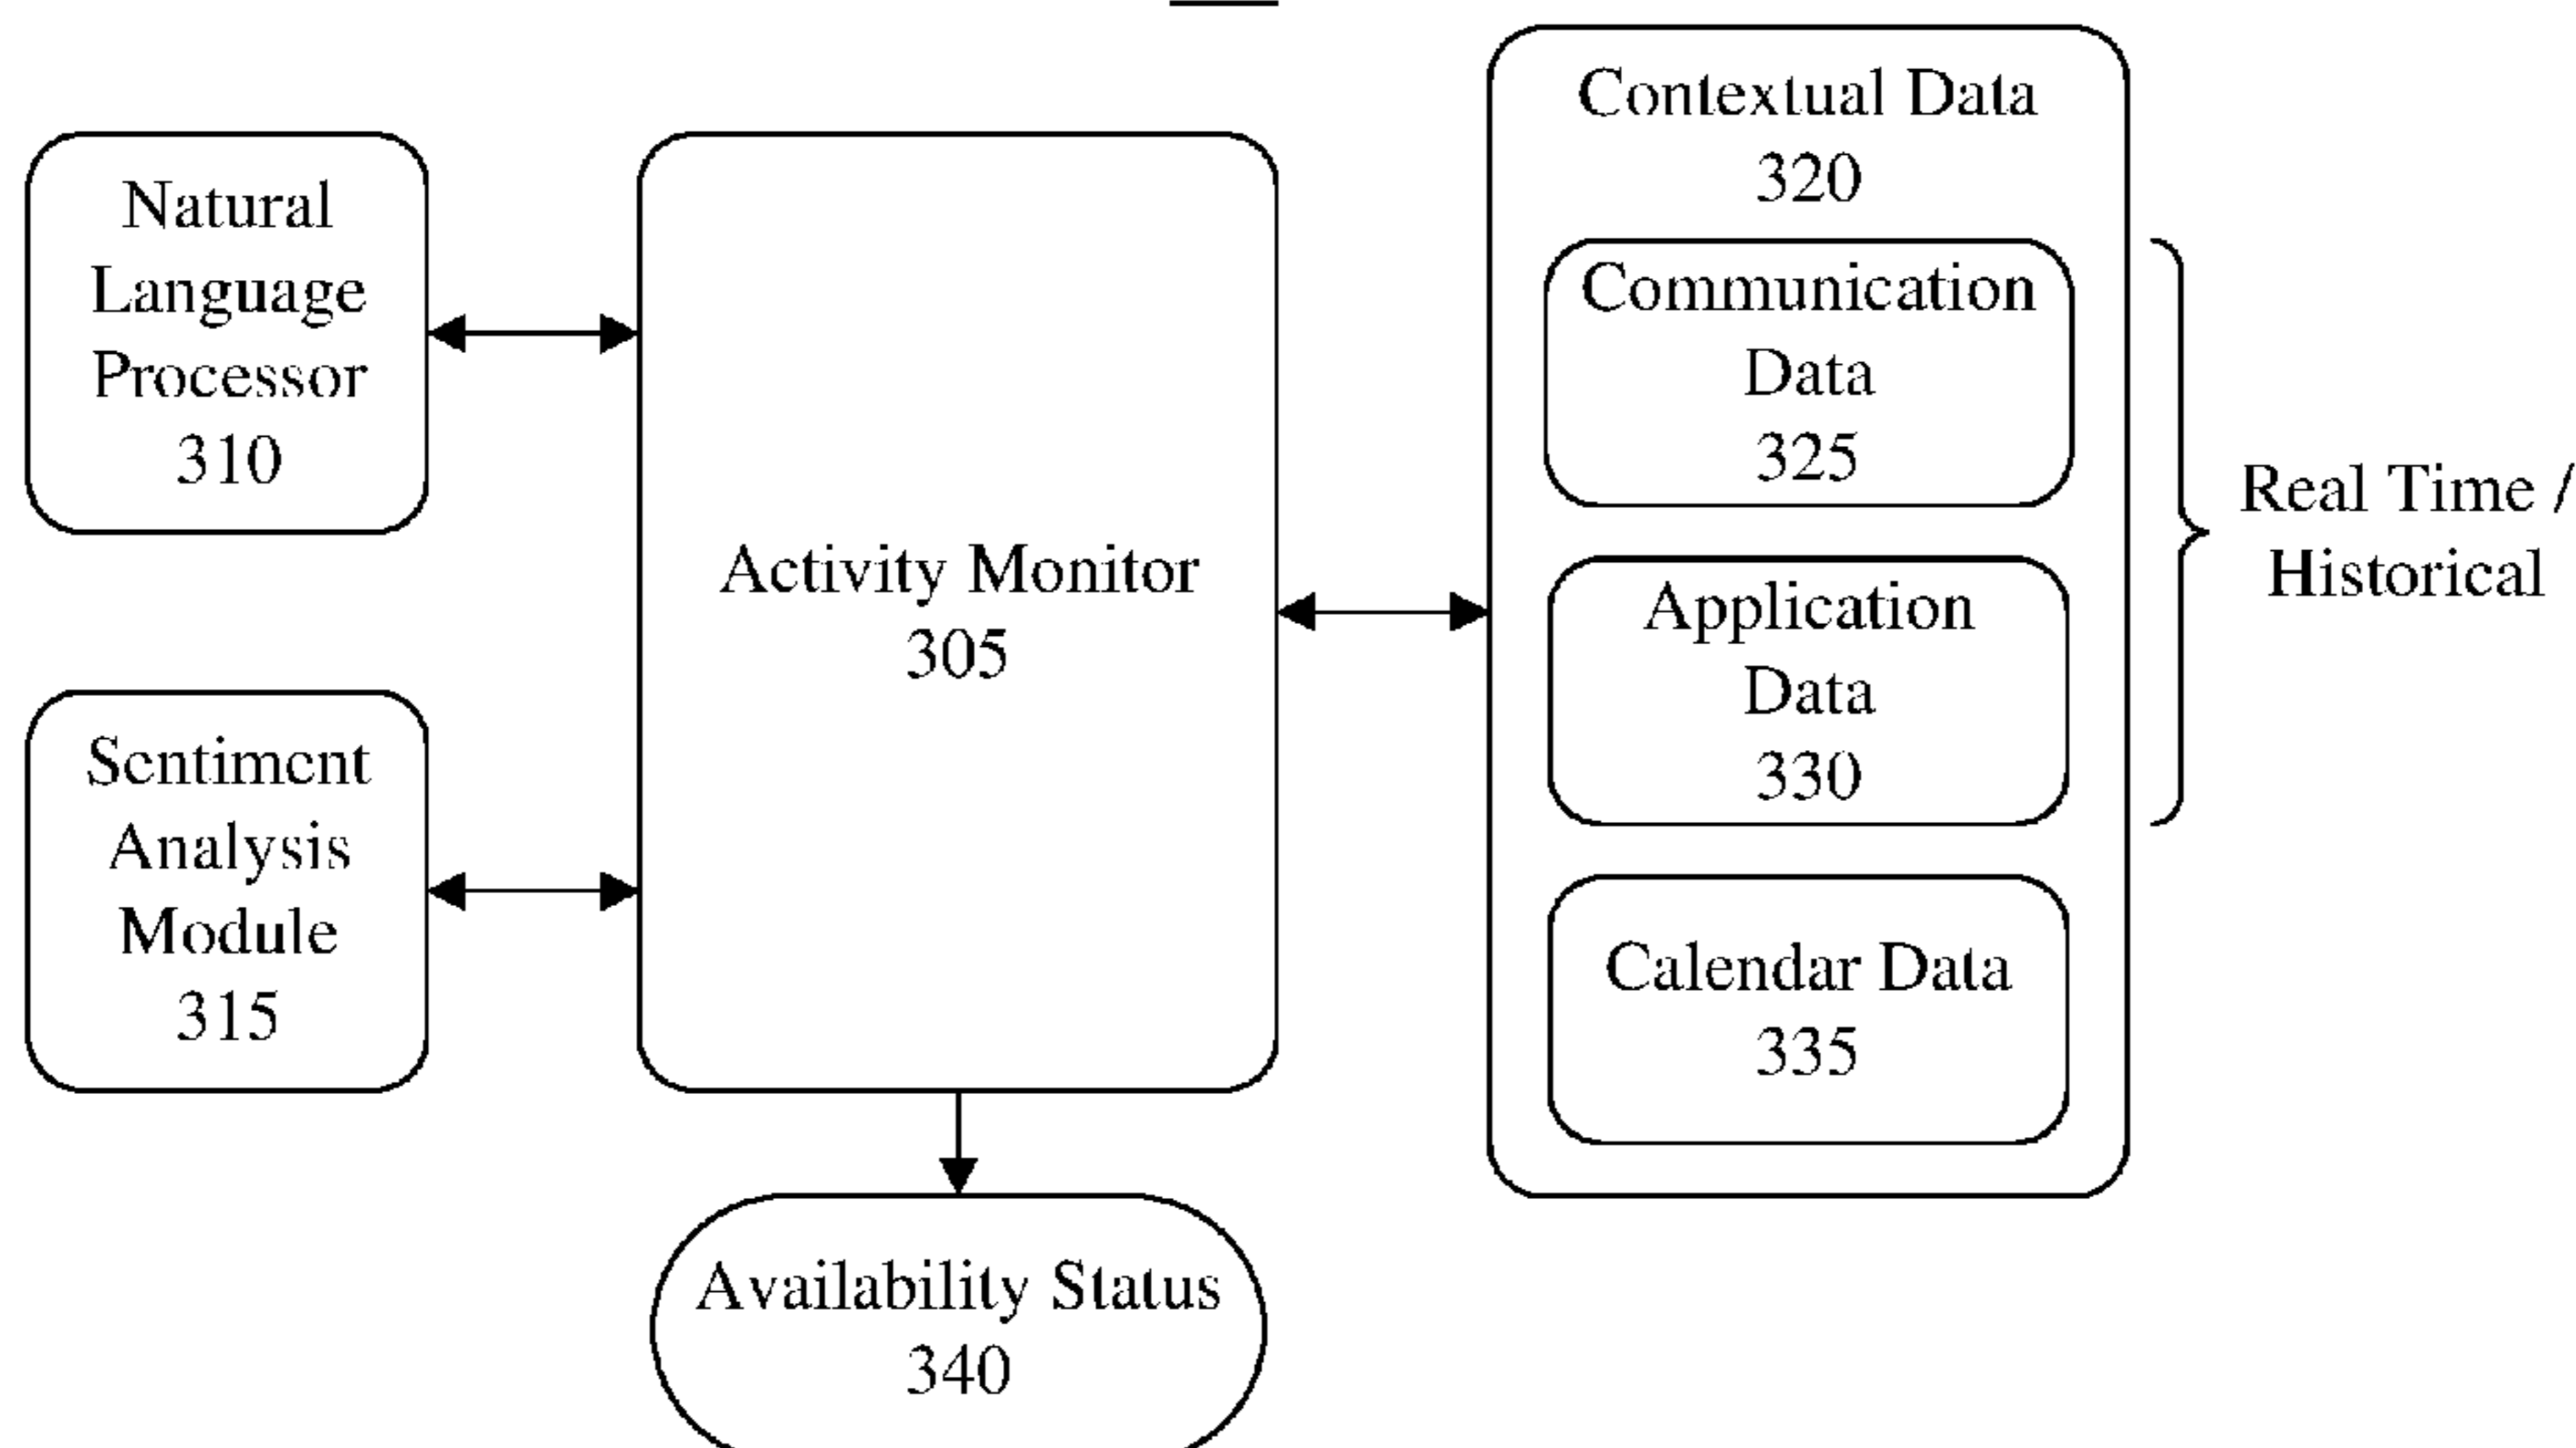 Natural
Language
Processor
310
Sentiment
Analysis
Module
315
Activity Monitor
305
Availability Status
340
Contextual Data
320
Communication
Data
325
Application
Data
330
Calendar Data
335
Real Time /
Historical